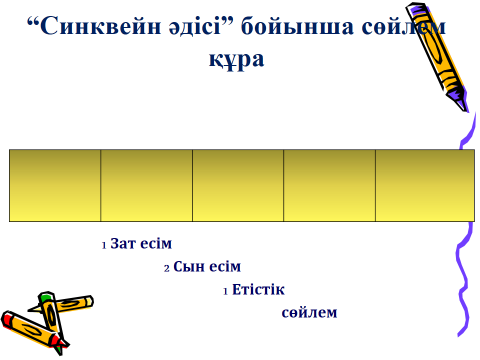 “Синквейн әдісі” бойынша сөйлем
құра
1 Зат есім
2 Сын есім
1 Етістік
сөйлем